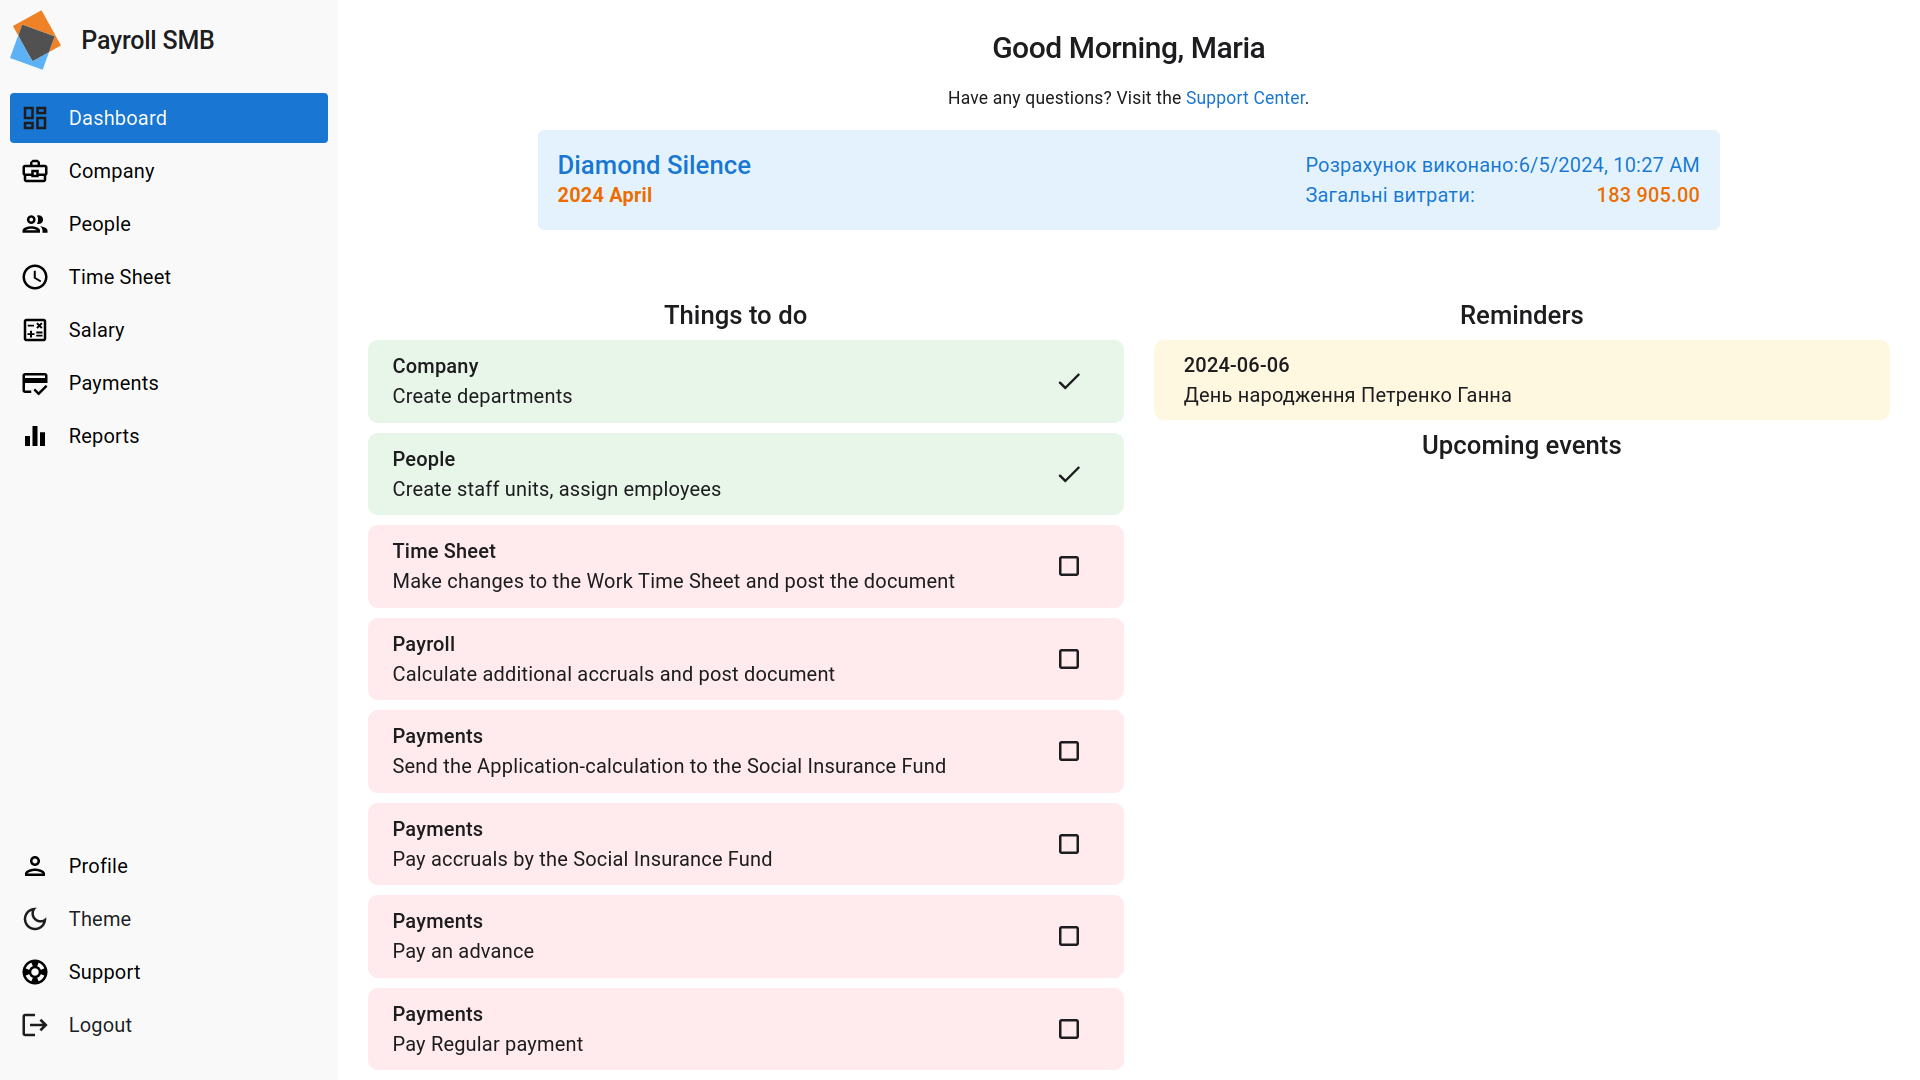 Payroll SMB
Dashboard
Company
People
Time Sheet
Salary
Payments
Reports
Profile
Theme
Support
Logout
Good Morning, Maria
Have any questions? Visit the Support Center.
Diamond Silence
2024 April
Розрахунок виконано:6/5/2024, 10:27 AM
Загальні витрати: 183 905.00
Things to do
Company
Create departments
People
Create staff units, assign employees
Time Sheet
Make changes to the Work Time Sheet and post the document
Payroll
Calculate additional accruals and post document
Payments
Send the Application-calculation to the Social Insurance Fund
Payments
Pay accruals by the Social Insurance Fund
Payments
Pay an advance
Payments
Pay Regular payment
Reminders
2024-06-06
День народження Петренко Ганна
Upcoming events